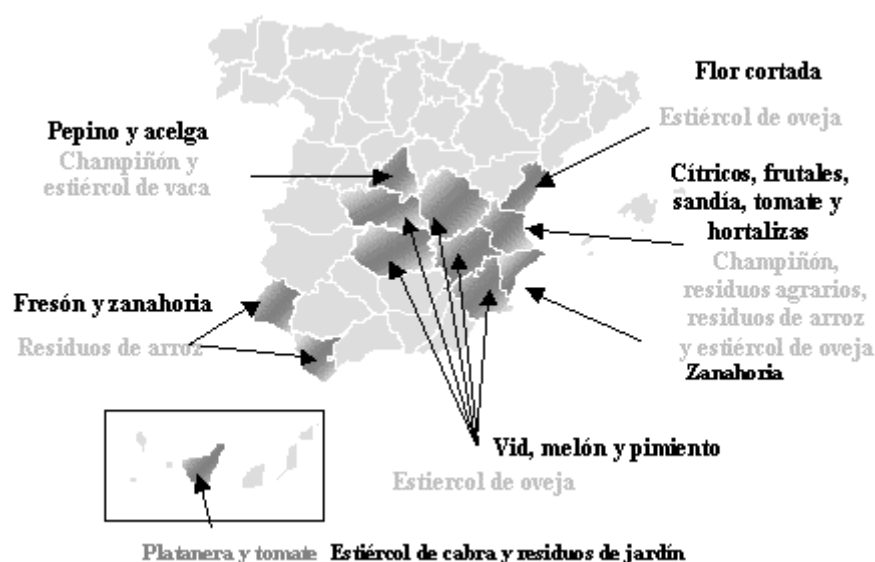 Flor cortada
Estiércol de oveja
Pepino y acelga
Champiñón y
estiércol de vaca
Cítricos, frutales,
sandía, tomate y
hortalizas
Champiñón,
residuos agrarios,
residuos de arroz
y estiércol de oveja
Zanahoria
Fresón y zanahoria
Residuos de arroz
Vid, melón y pimiento
Estiercol de oveja
Platanera y tomate Estiércol de cabra y residuos de jardín